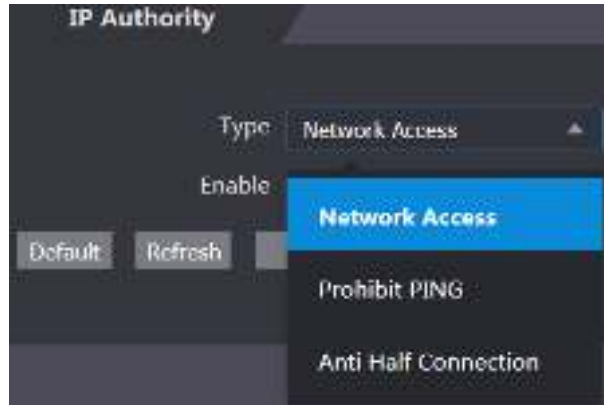 IP Authority
Type Network Access
Enable
Network Access
Default Refresh
Prohibit PING
Anti Half Connection